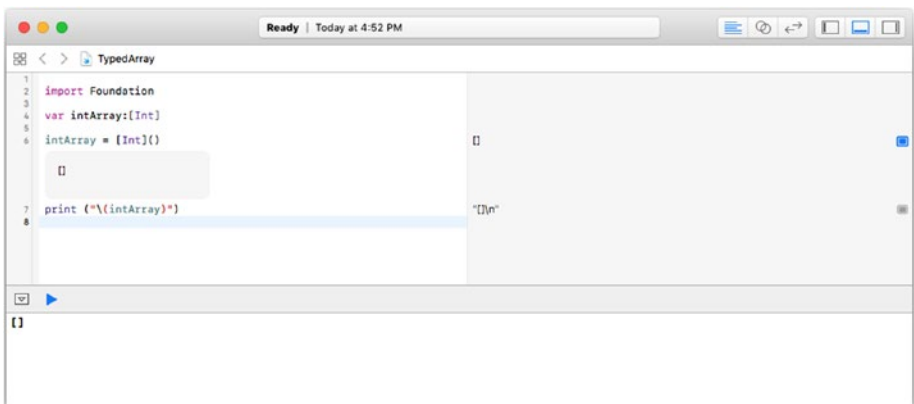 Ready | Today at 4:52 PM
TypedArray
1
2 import Foundation
3
4 var intArray:[Int]
5
6 intArray = [Int]() []
[]
7 print ("\(intArray)") "[]\n"
8
[]